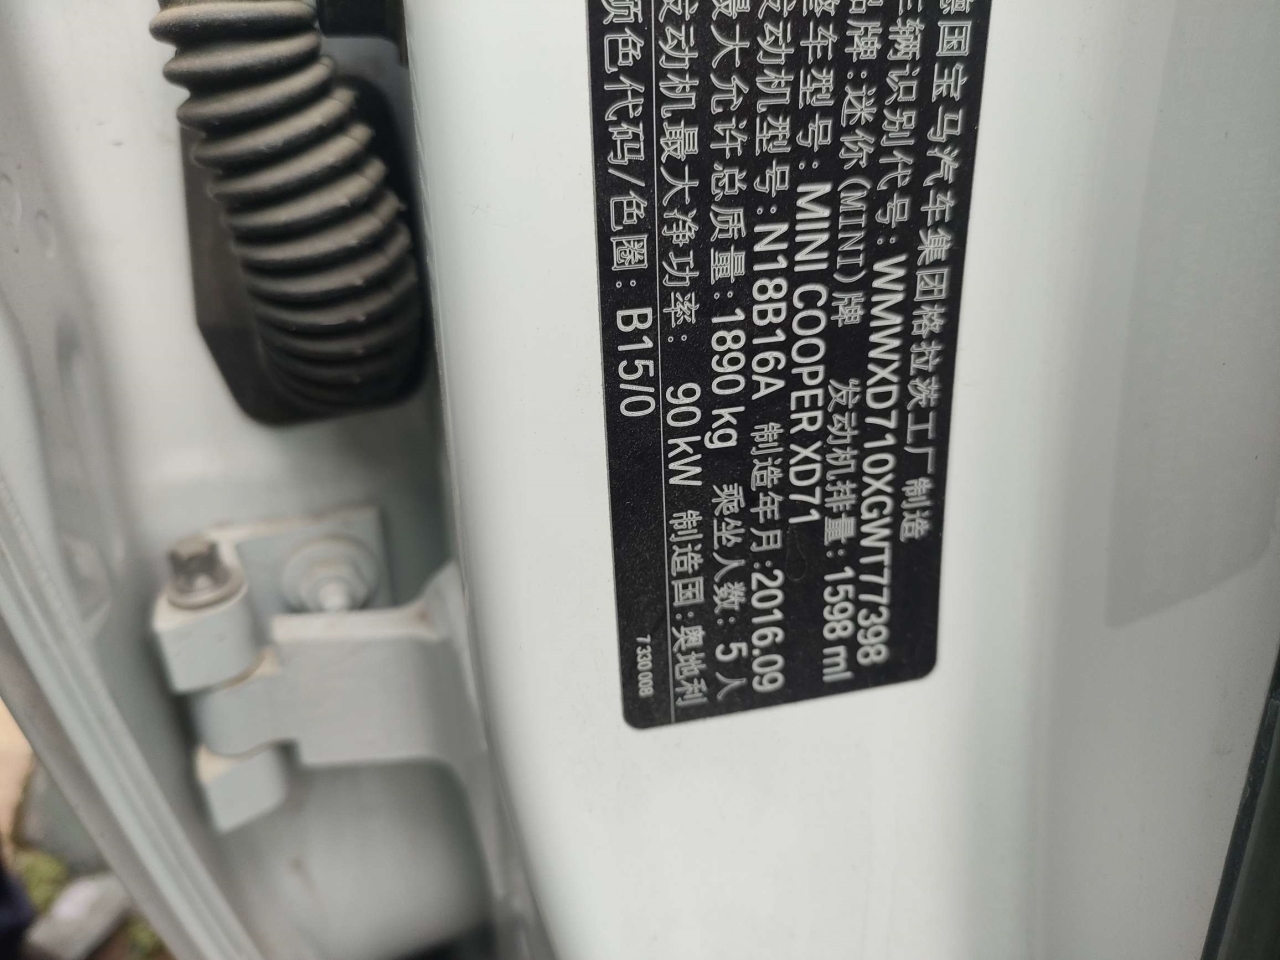 德国宝马汽车集团格拉茨工厂 制造
车辆识别代号: WMWXD710XGWT77398
品牌:迷你(MINI)牌 发动机排量: 1598 ml
整车型号: MINI COOPER XD71
发动机型号: N18B16A 制造年月:2016.09
最大允许总质量: 1890 kg 乘坐人数: 5 人
发动机最大净功率: 90 kW 制造国: 奥地利
颜色代码/色圈: B15/0 7 330 008